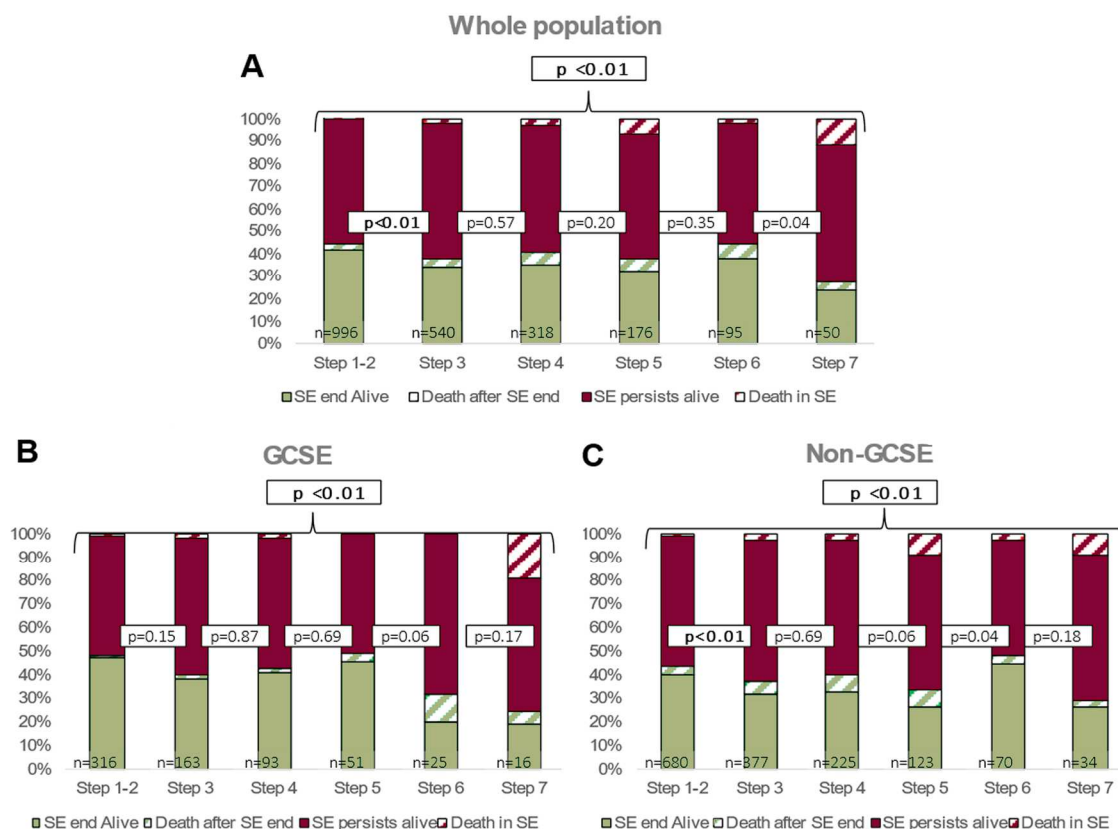 Whole population
A
p <0.01
100%
90%
80%
70%
60%
50%
40%
30%
20%
10%
0%
p<0.01 p=0.57 p=0.20 p=0.35 p=0.04
n=996 n=540 n=318 n=176 n=95 n=50
Step 1-2 Step 3 Step 4 Step 5 Step 6 Step 7
SE end Alive Death after SE end SE persists alive Death in SE
B
GCSE
p <0.01
100%
90%
80%
70%
60%
50%
40%
30%
20%
10%
0%
p=0.15 p=0.87 p=0.69 p=0.06 p=0.17
n=316 n=163 n=93 n=51 n=25 n=16
Step 1-2 Step 3 Step 4 Step 5 Step 6 Step 7
SE end Alive Death after SE end SE persists alive Death in SE
C
Non-GCSE
p <0.01
100%
90%
80%
70%
60%
50%
40%
30%
20%
10%
0%
p<0.01 p=0.69 p=0.06 p=0.04 p=0.18
n=680 n=377 n=225 n=123 n=70 n=34
Step 1-2 Step 3 Step 4 Step 5 Step 6 Step 7
SE end Alive Death after SE end SE persists alive Death in SE